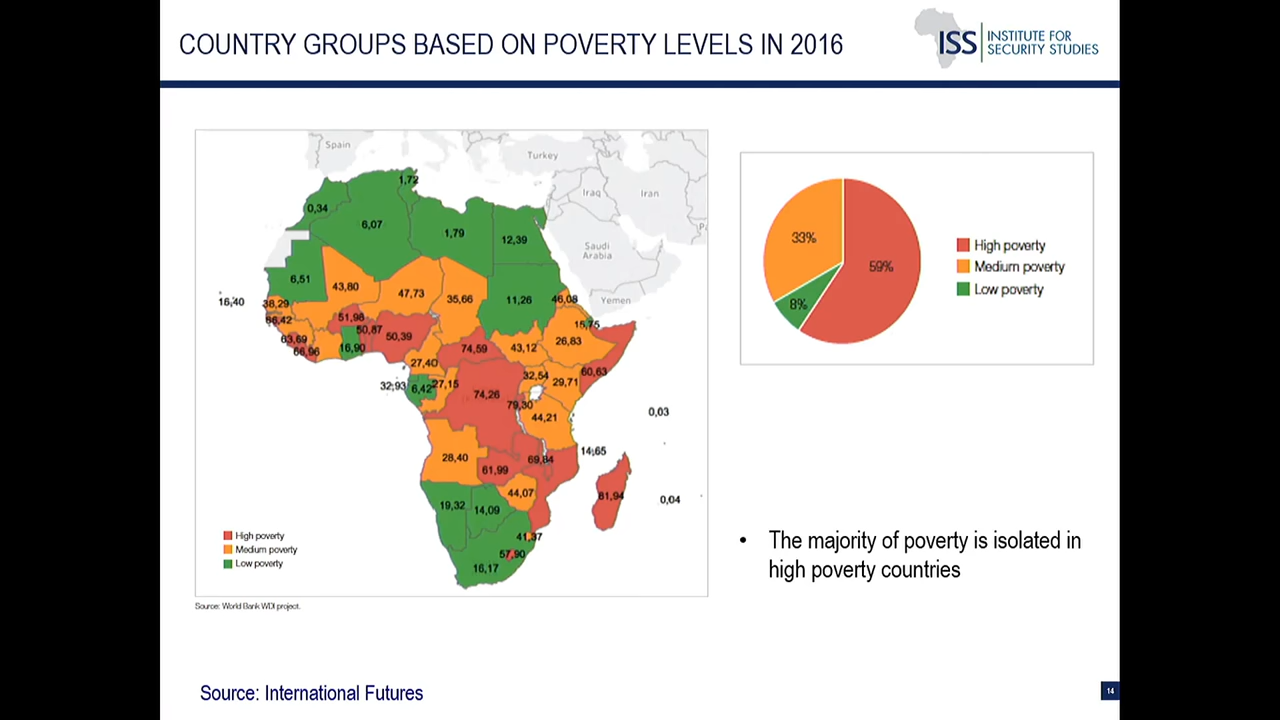 COUNTRY GROUPS BASED ON POVERTY LEVELS IN 2016
ISS
INSTITUTE FOR
SECURITY STUDIES
Spain
Turkey
Iraq
Iran
Saudi
Arabia
Yemen
1,72
0,34
6,07
1,79
12,39
6,51
43,80
47,73
35,66
11,26
46,08
16,40
38,29
66,42
51,98
50,87
50,39
15,75
63,69
66,96
16,90
74,59
43,12
26,83
27,40
32,93
6,42
27,15
74,26
32,54
29,71
60,63
79,30
44,21
0,03
28,40
61,99
69,84
14,65
19,32
14,09
44,07
81,94
0,04
41,37
57,90
16,17
High poverty
Medium poverty
Low poverty
Source: World Bank WDI project.
33%
59%
8%
High poverty
Medium poverty
Low poverty
• The majority of poverty is isolated in
high poverty countries
Source: International Futures
14